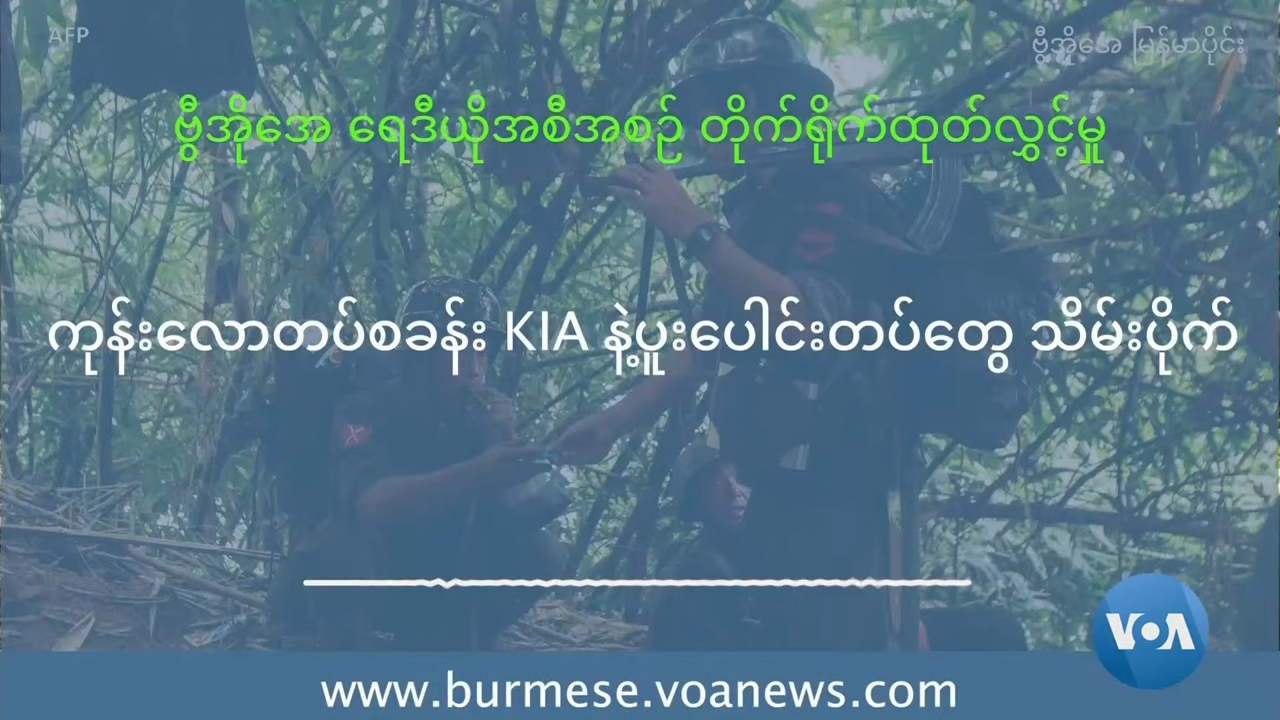 AFP
ဗွီအိုအေ မြန်မာပိုင်း
ဗွီအိုအေ ရေဒီယိုအစီအစဉ် တိုက်ရိုက်ထုတ်လွှင့်မှု
ကုန်းလောတပ်စခန်း KIA နဲ့ပူးပေါင်းတပ်တွေ သိမ်းပိုက်
VOA
www.burmese.voanews.com